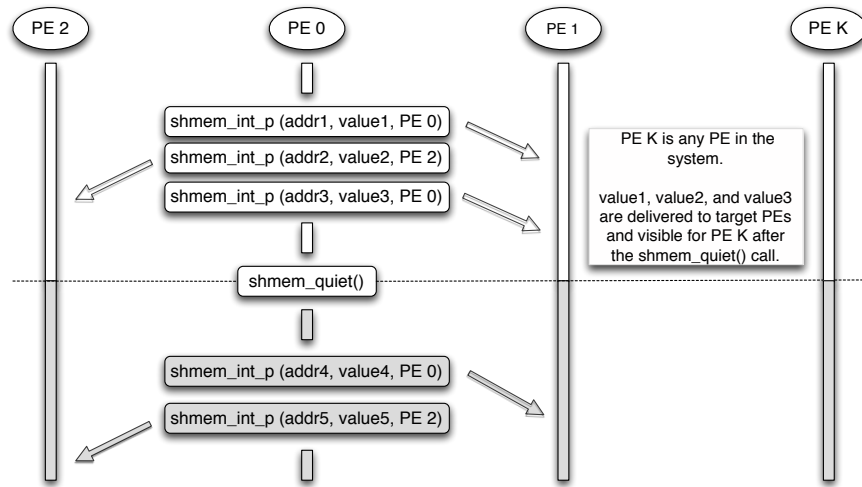 PE 2
PE 0
PE 1
PE K
shmem_int_p (addr1, value1, PE 0)
shmem_int_p (addr2, value2, PE 2)
shmem_int_p (addr3, value3, PE 0)
PE K is any PE in the
system.
value1, value2, and value3
are delivered to target PEs
and visible for PE K after
the shmem_quiet() call.
shmem_quiet()
shmem_int_p (addr4, value4, PE 0)
shmem_int_p (addr5, value5, PE 2)